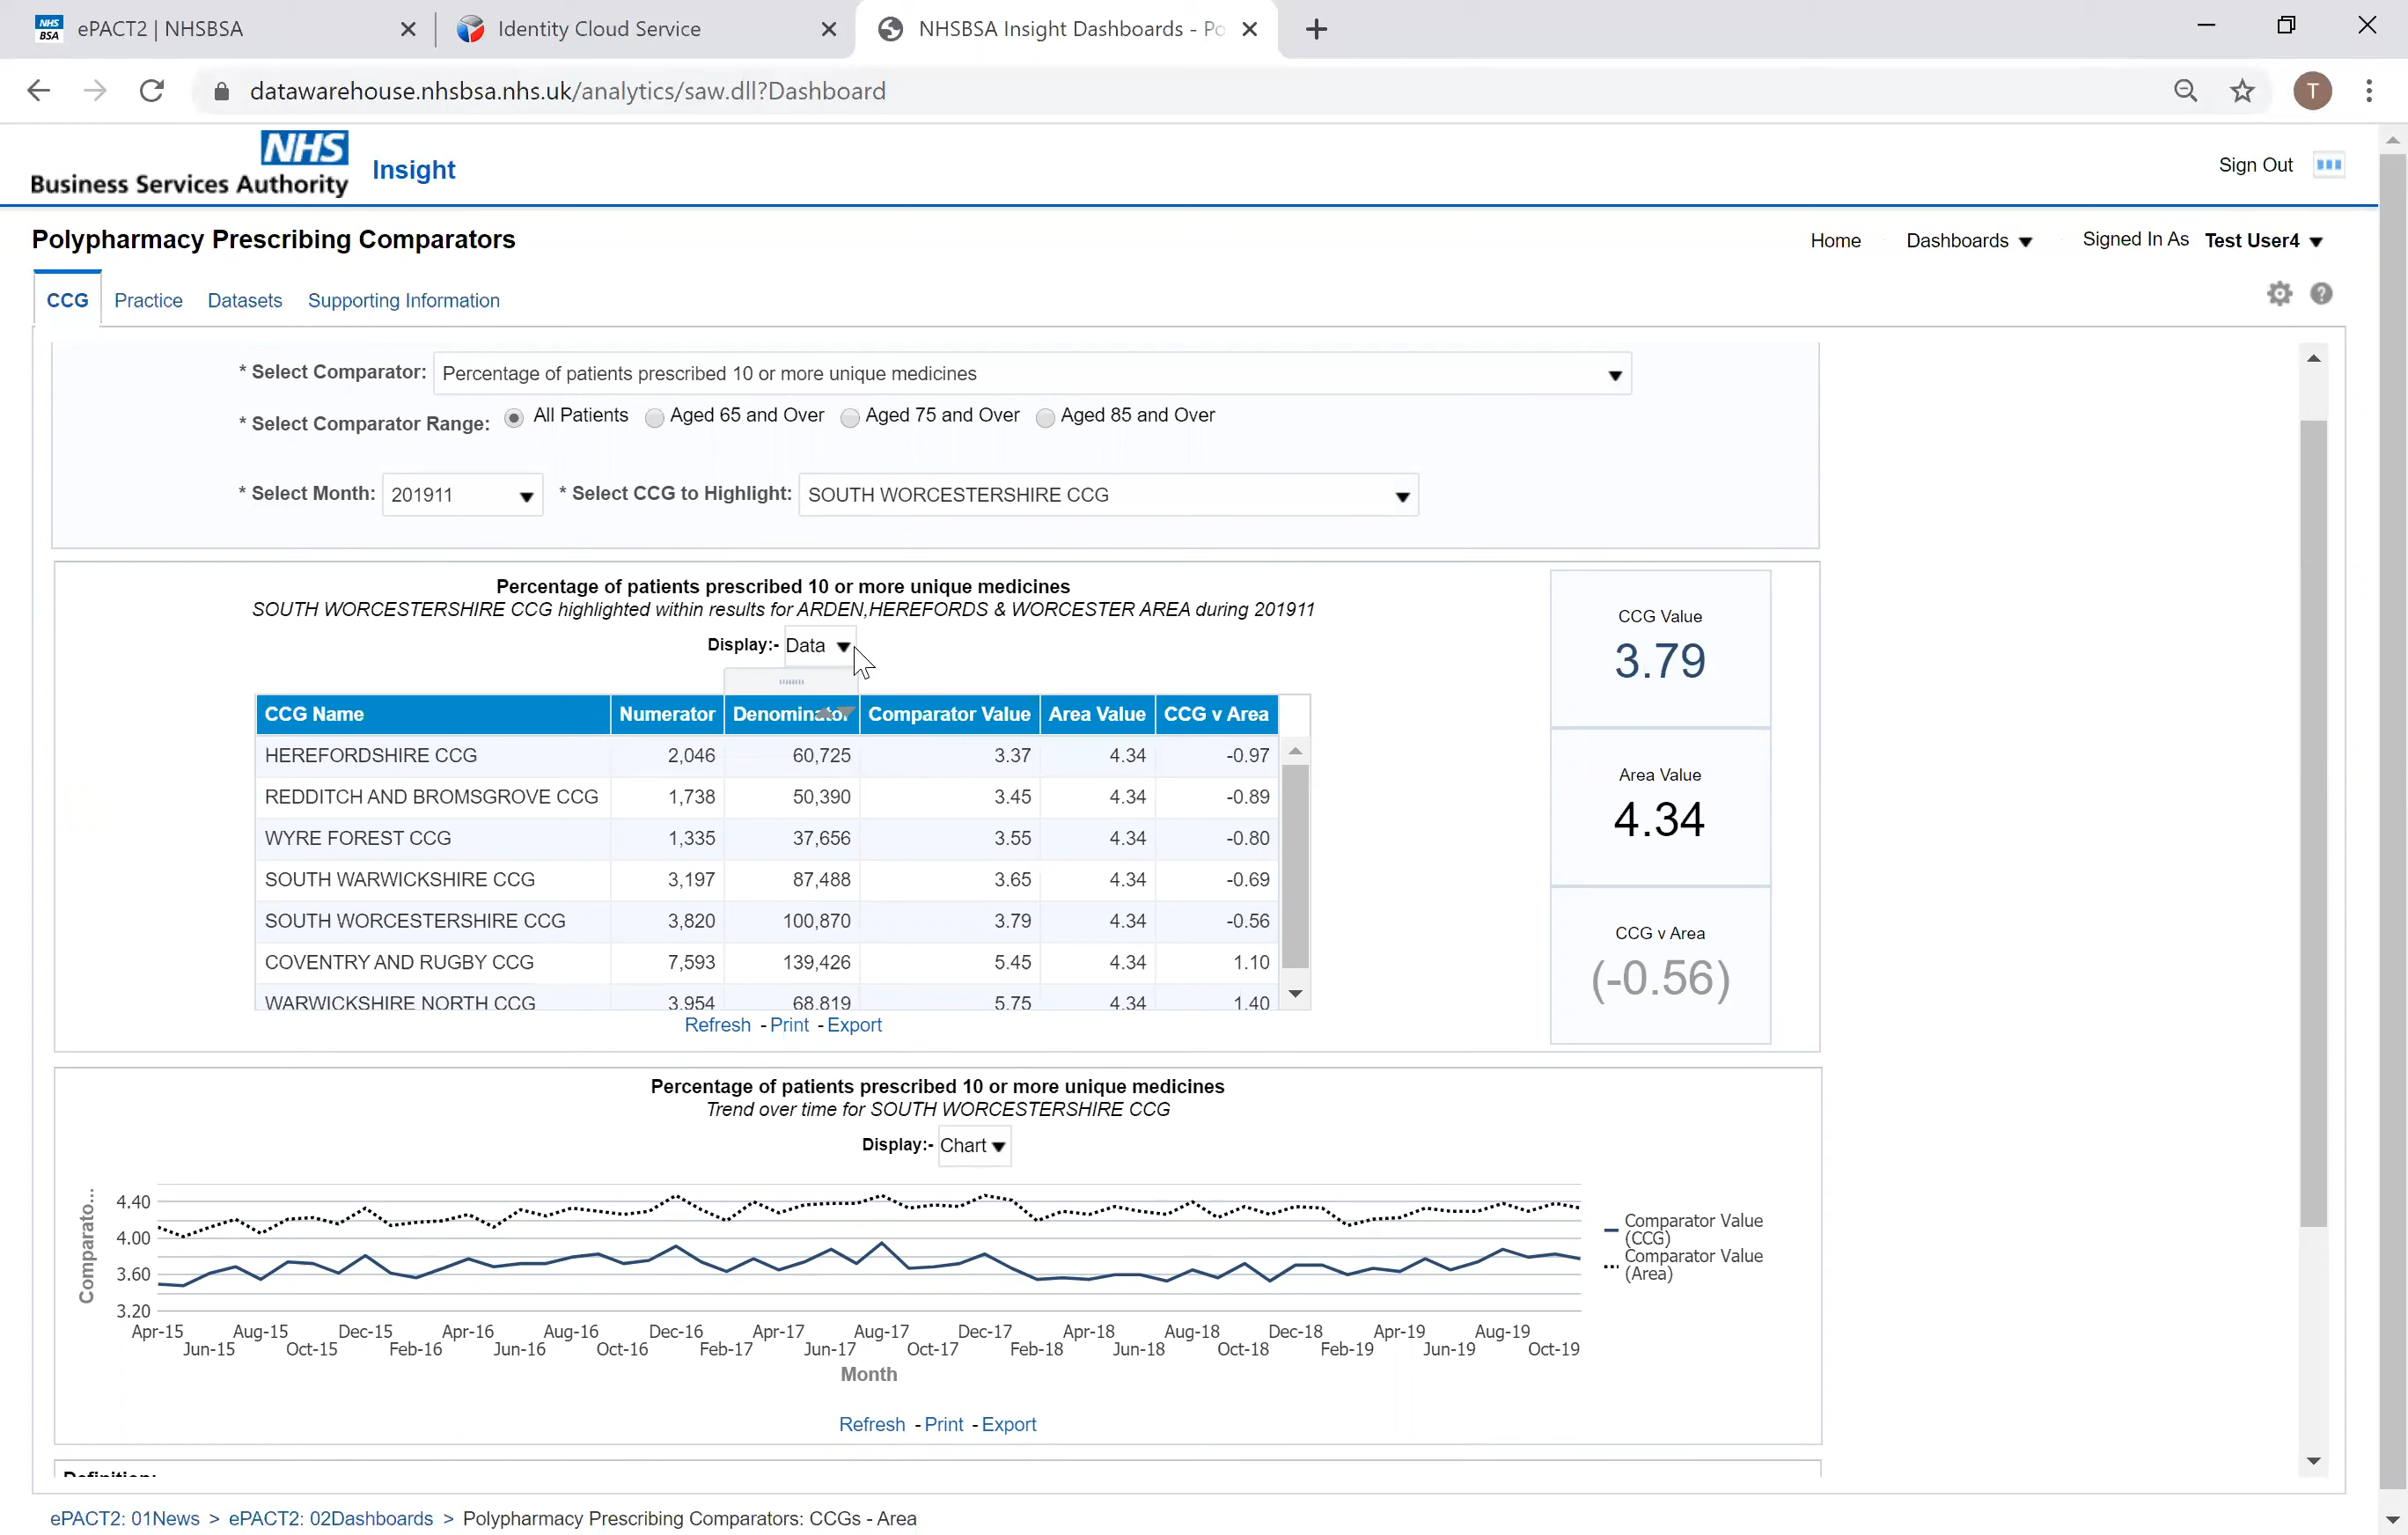 NHS BSA ePACT2 | NHSBSA Identity Cloud Service NHSBSA Insight Dashboards - Po
datawarehouse.nhsbsa.nhs.uk/analytics/saw.dll?Dashboard T
NHS
Business Services Authority Insight Sign Out
Polypharmacy Prescribing Comparators Home Dashboards Signed In As Test User4
CCG Practice Datasets Supporting Information
* Select Comparator: Percentage of patients prescribed 10 or more unique medicines
* Select Comparator Range: All Patients Aged 65 and Over Aged 75 and Over Aged 85 and Over
* Select Month: 201911 * Select CCG to Highlight: SOUTH WORCESTERSHIRE CCG
Percentage of patients prescribed 10 or more unique medicines
SOUTH WORCESTERSHIRE CCG highlighted within results for ARDEN,HEREFORDS & WORCESTER AREA during 201911
Display:- Data
CCG Name Numerator Denominator Comparator Value Area Value CCG v Area
HEREFORDSHIRE CCG 2,046 60,725 3.37 4.34 -0.97
REDDITCH AND BROMSGROVE CCG 1,738 50,390 3.45 4.34 -0.89
WYRE FOREST CCG 1,335 37,656 3.55 4.34 -0.80
SOUTH WARWICKSHIRE CCG 3,197 87,488 3.65 4.34 -0.69
SOUTH WORCESTERSHIRE CCG 3,820 100,870 3.79 4.34 -0.56
COVENTRY AND RUGBY CCG 7,593 139,426 5.45 4.34 1.10
WARWICKSHIRE NORTH CCG 3,954 68,819 5.75 4.34 1.40
Refresh - Print - Export
CCG Value
3.79
Area Value
4.34
CCG v Area
(-0.56)
Percentage of patients prescribed 10 or more unique medicines
Trend over time for SOUTH WORCESTERSHIRE CCG
Display:- Chart
Comparato...
4.40
4.00
3.60
3.20
Apr-15 Aug-15 Dec-15 Apr-16 Aug-16 Dec-16 Apr-17 Aug-17 Dec-17 Apr-18 Aug-18 Dec-18 Apr-19 Aug-19
Jun-15 Oct-15 Feb-16 Jun-16 Oct-16 Feb-17 Jun-17 Oct-17 Feb-18 Jun-18 Oct-18 Feb-19 Jun-19 Oct-19
Month
Comparator Value
(CCG)
Comparator Value
(Area)
Refresh - Print - Export
Definition:
ePACT2: 01News > ePACT2: 02Dashboards > Polypharmacy Prescribing Comparators: CCGs - Area